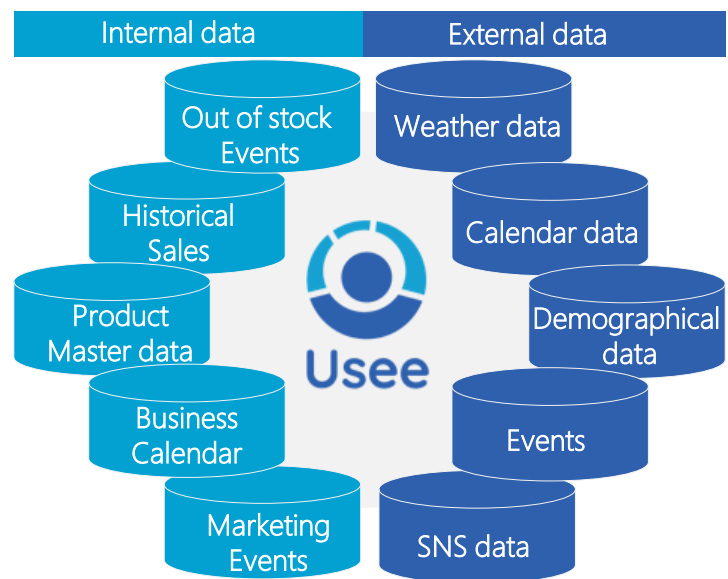 Internal data
External data
Out of stock
Events
Weather data
Historical
Sales
Calendar data
Product
Master data
Demographical
data
Usee
Business
Calendar
Events
Marketing
Events
SNS data